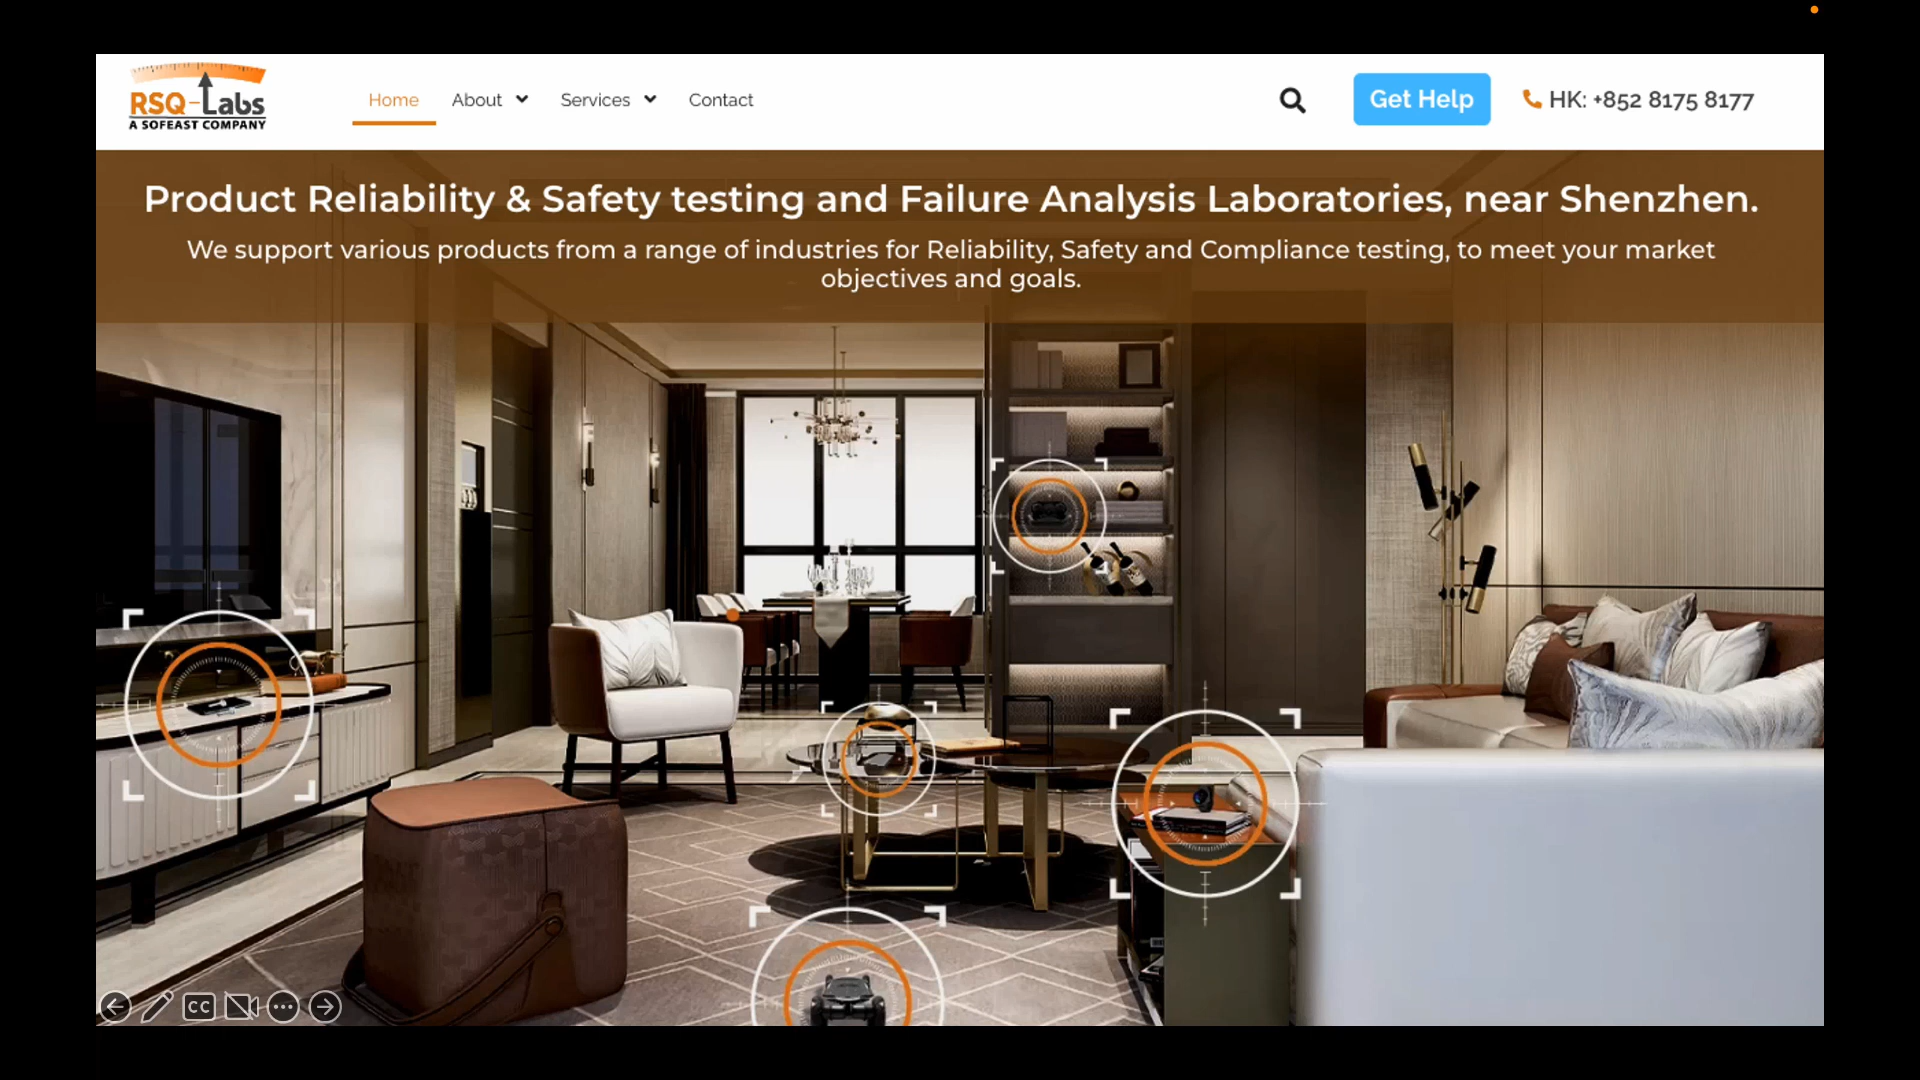 RSQ-Labs
A SOFEAST COMPANY
Home
About
Services
Contact
Get Help
HK: +852 8175 8177
Product Reliability & Safety testing and Failure Analysis Laboratories, near Shenzhen.
We support various products from a range of industries for Reliability, Safety and Compliance testing, to meet your market
objectives and goals.
CC